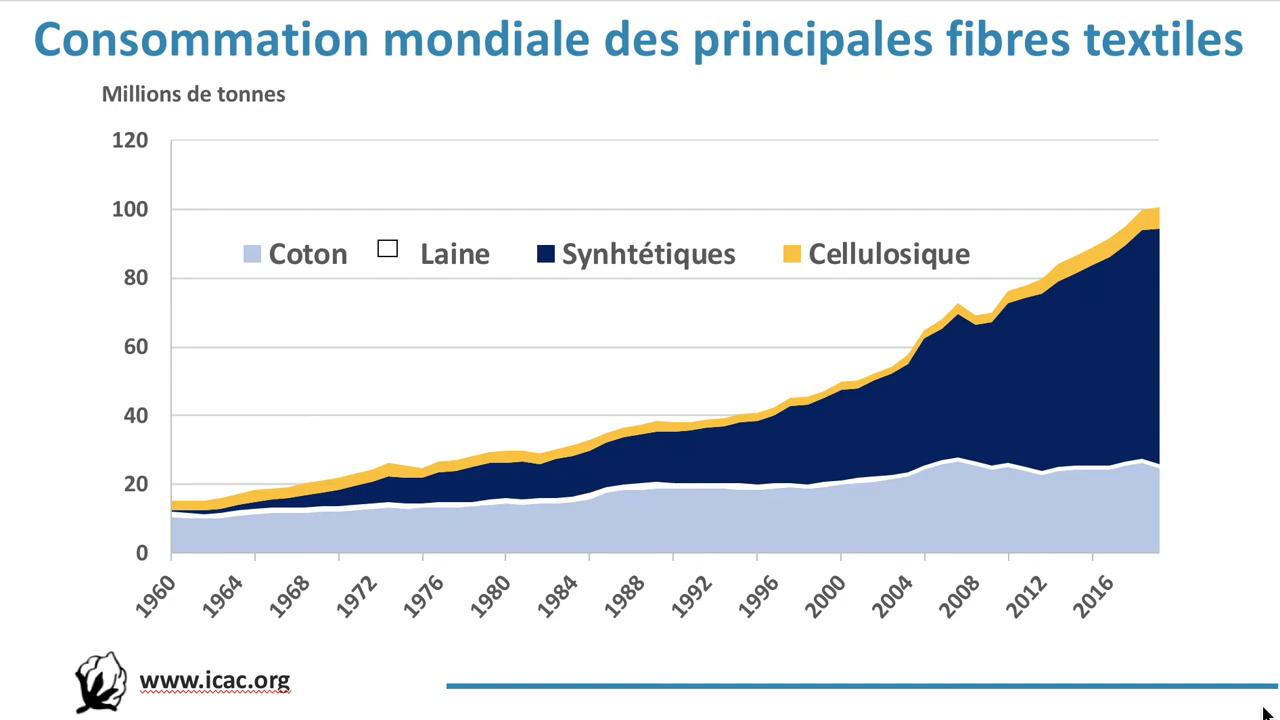 Consommation mondiale des principales fibres textiles
Millions de tonnes
120
100
Coton Laine Synhtétiques Cellulosique
80
60
40
20
0
1960 1964 1968 1972 1976 1980 1984 1988 1992 1996 2000 2004 2008 2012 2016
www.icac.org